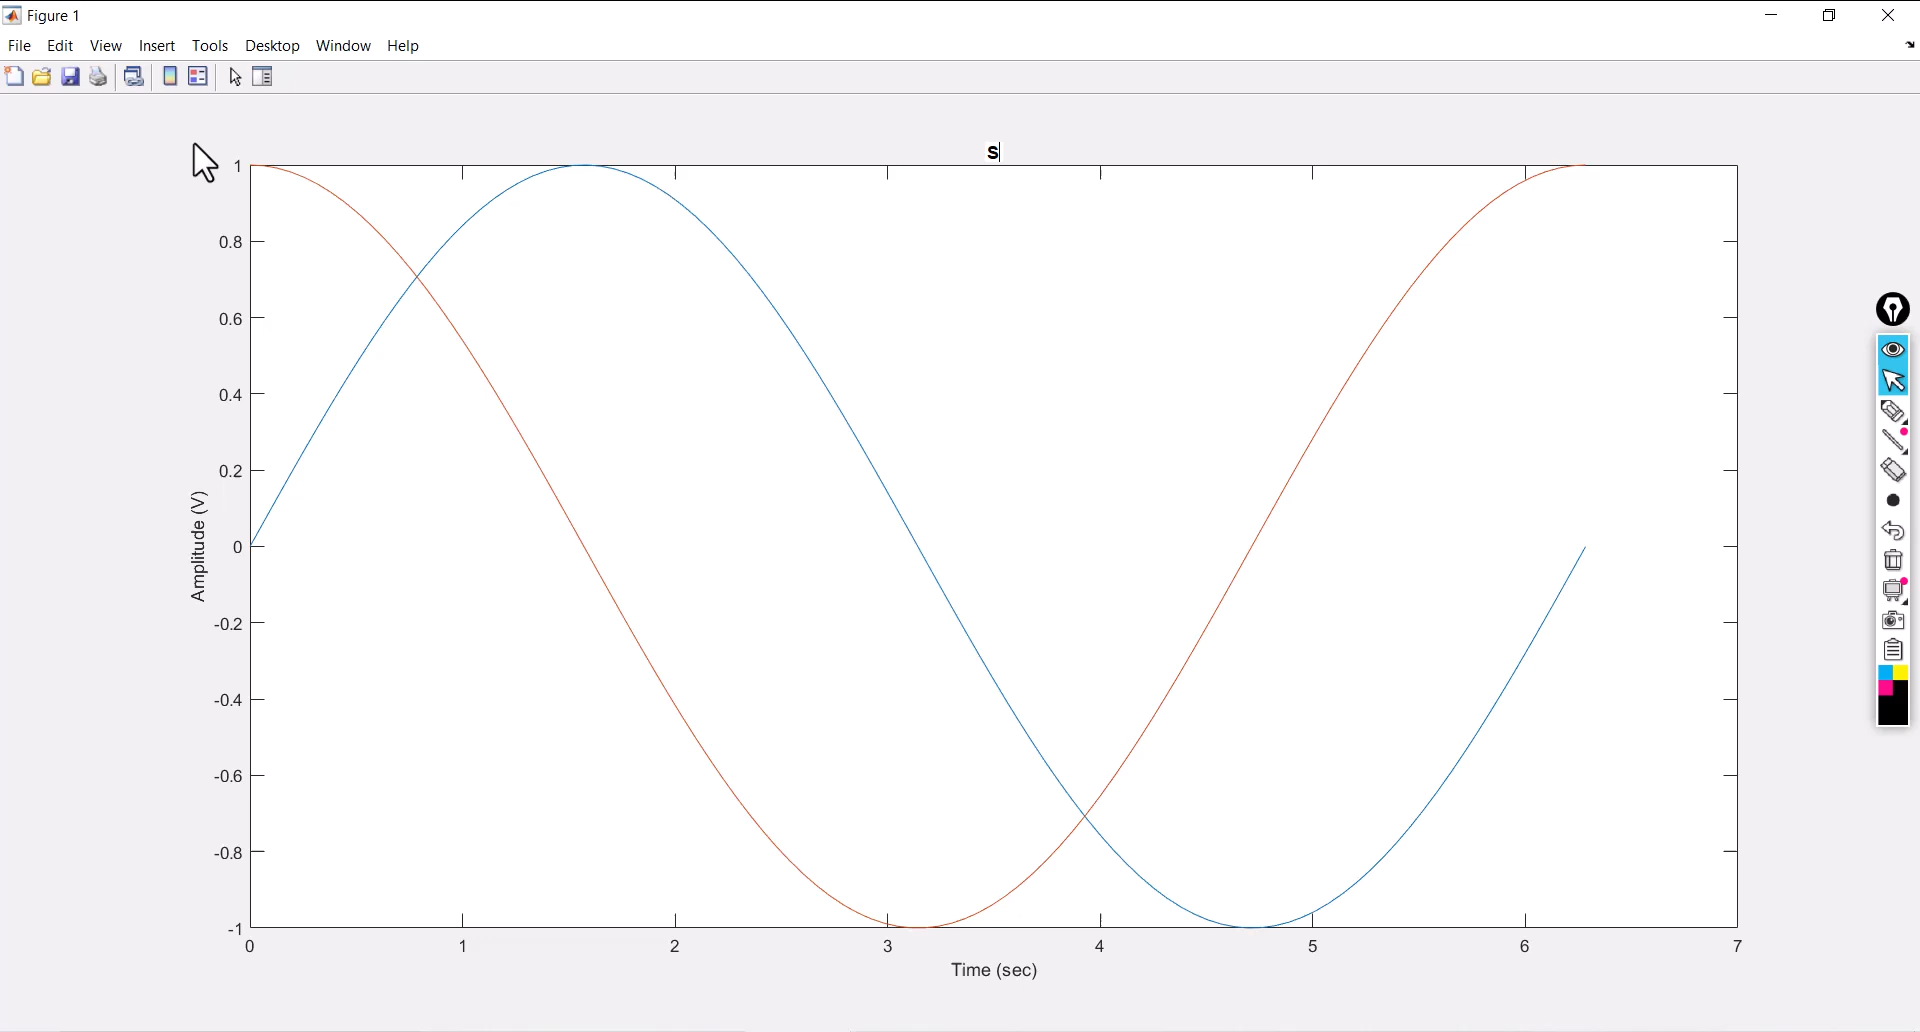 Figure 1
File Edit View Insert Tools Desktop Window Help
s
1
0.8
0.6
0.4
0.2
0
-0.2
-0.4
-0.6
-0.8
-1
Amplitude (V)
0 1 2 3 4 5 6 7
Time (sec)